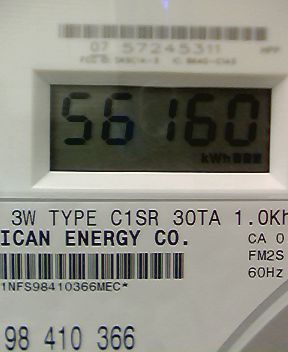 07 57245311
56160
kWh
3W TYPE C1SR 30TA 1.0Kh
ICAN ENERGY CO.
CA 0
FM2S
60Hz
1NFS98410366MEC*
98 410 366